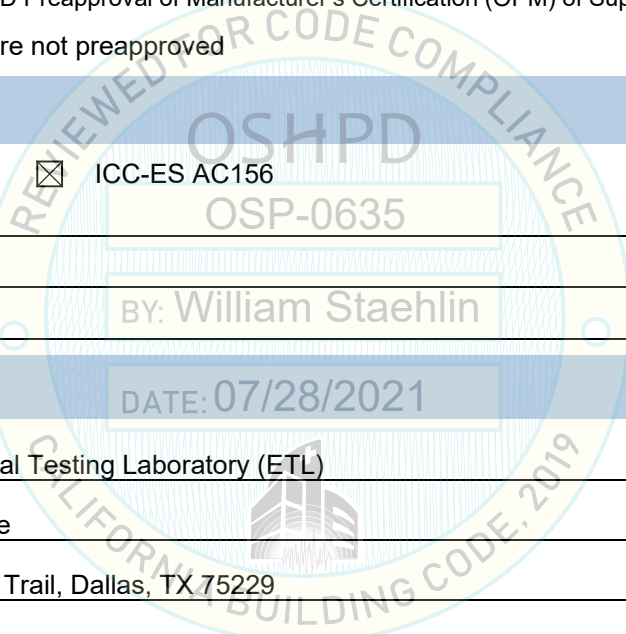 D Preapproval of Manufacturer's Certification (OPM) of Sup
re not preapproved
REVIEWED FOR CODE COMPLIANCE
OSHPD
ICC-ES AC156
OSP-0635
BY: William Staehlin
DATE: 07/28/2021
al Testing Laboratory (ETL)
e
Trail, Dallas, TX 75229
CALIFORNIA BUILDING CODE, 2019